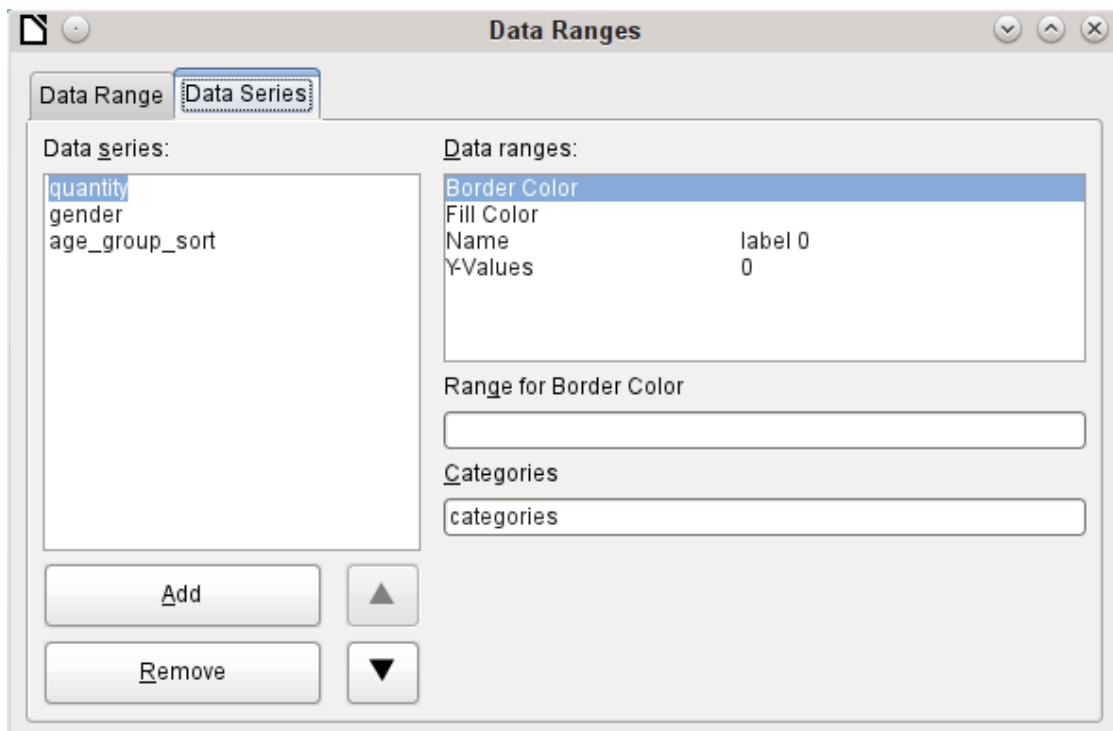 Data Ranges
Data Range Data Series
Data series:
quantity
gender
age_group_sort
Add
Remove
Data ranges:
Border Color
Fill Color
Name label 0
Y-Values 0
Range for Border Color
Categories
categories